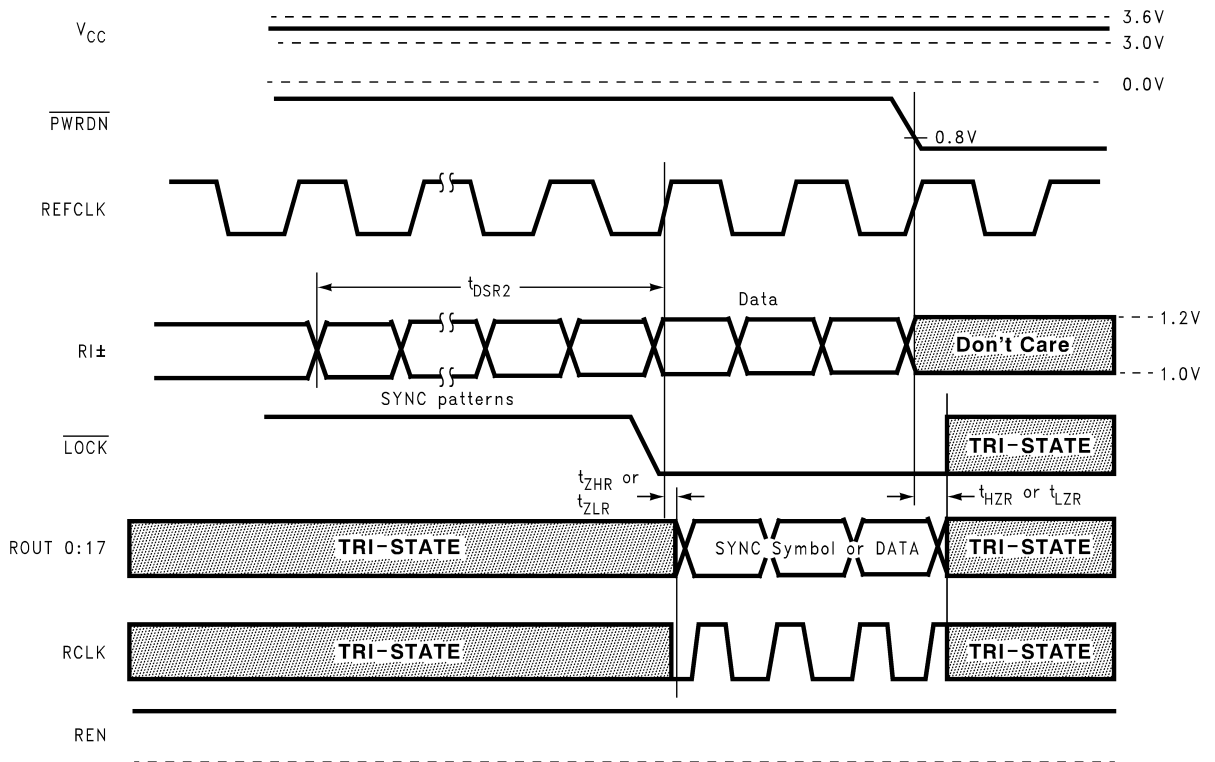 3.6V
VCC
3.0V
0.0V
PWRDN
0.8V
REFCLK
tDSR2
Data
1.2V
RI±
Don't Care
1.0V
SYNC patterns
LOCK
TRI-STATE
tZHR or
tZLR
tHZR or tLZR
ROUT 0:17
TRI-STATE
SYNC Symbol or DATA
TRI-STATE
RCLK
TRI-STATE
TRI-STATE
REN